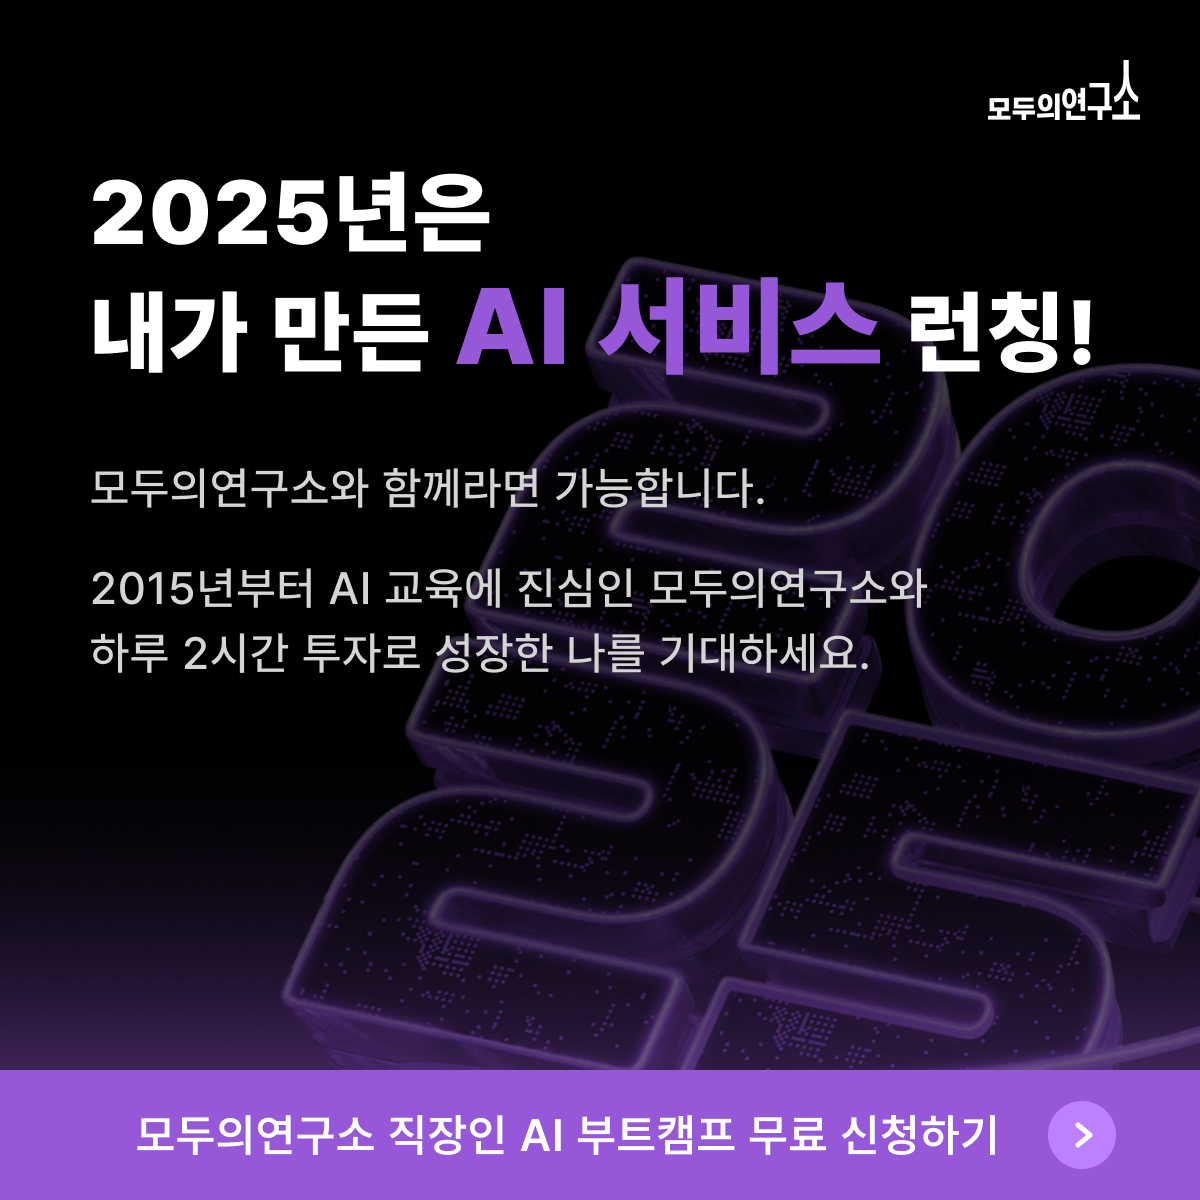 모두의연구소
2025년은
내가 만든 AI 서비스 런칭!
모두의연구소와 함께라면 가능합니다.
2015년부터 AI 교육에 진심인 모두의연구소와
하루 2시간 투자로 성장한 나를 기대하세요.
2025
모두의연구소 직장인 AI 부트캠프 무료 신청하기